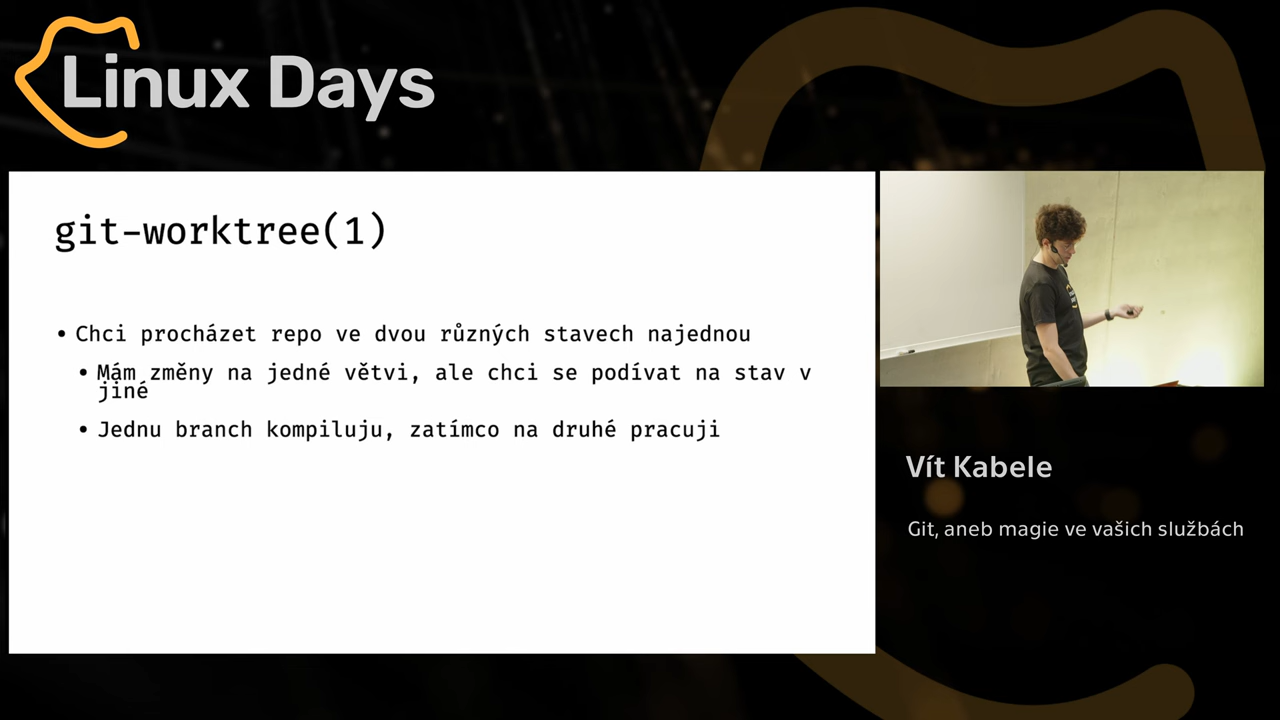 Linux Days
git-worktree(1)
• Chci procházet repo ve dvou různých stavech najednou
• Mám změny na jedné větvi, ale chci se podívat na stav v
jiné
• Jednu branch kompiluju, zatímco na druhé pracuji
Vít Kabele
Git, aneb magie ve vašich službách